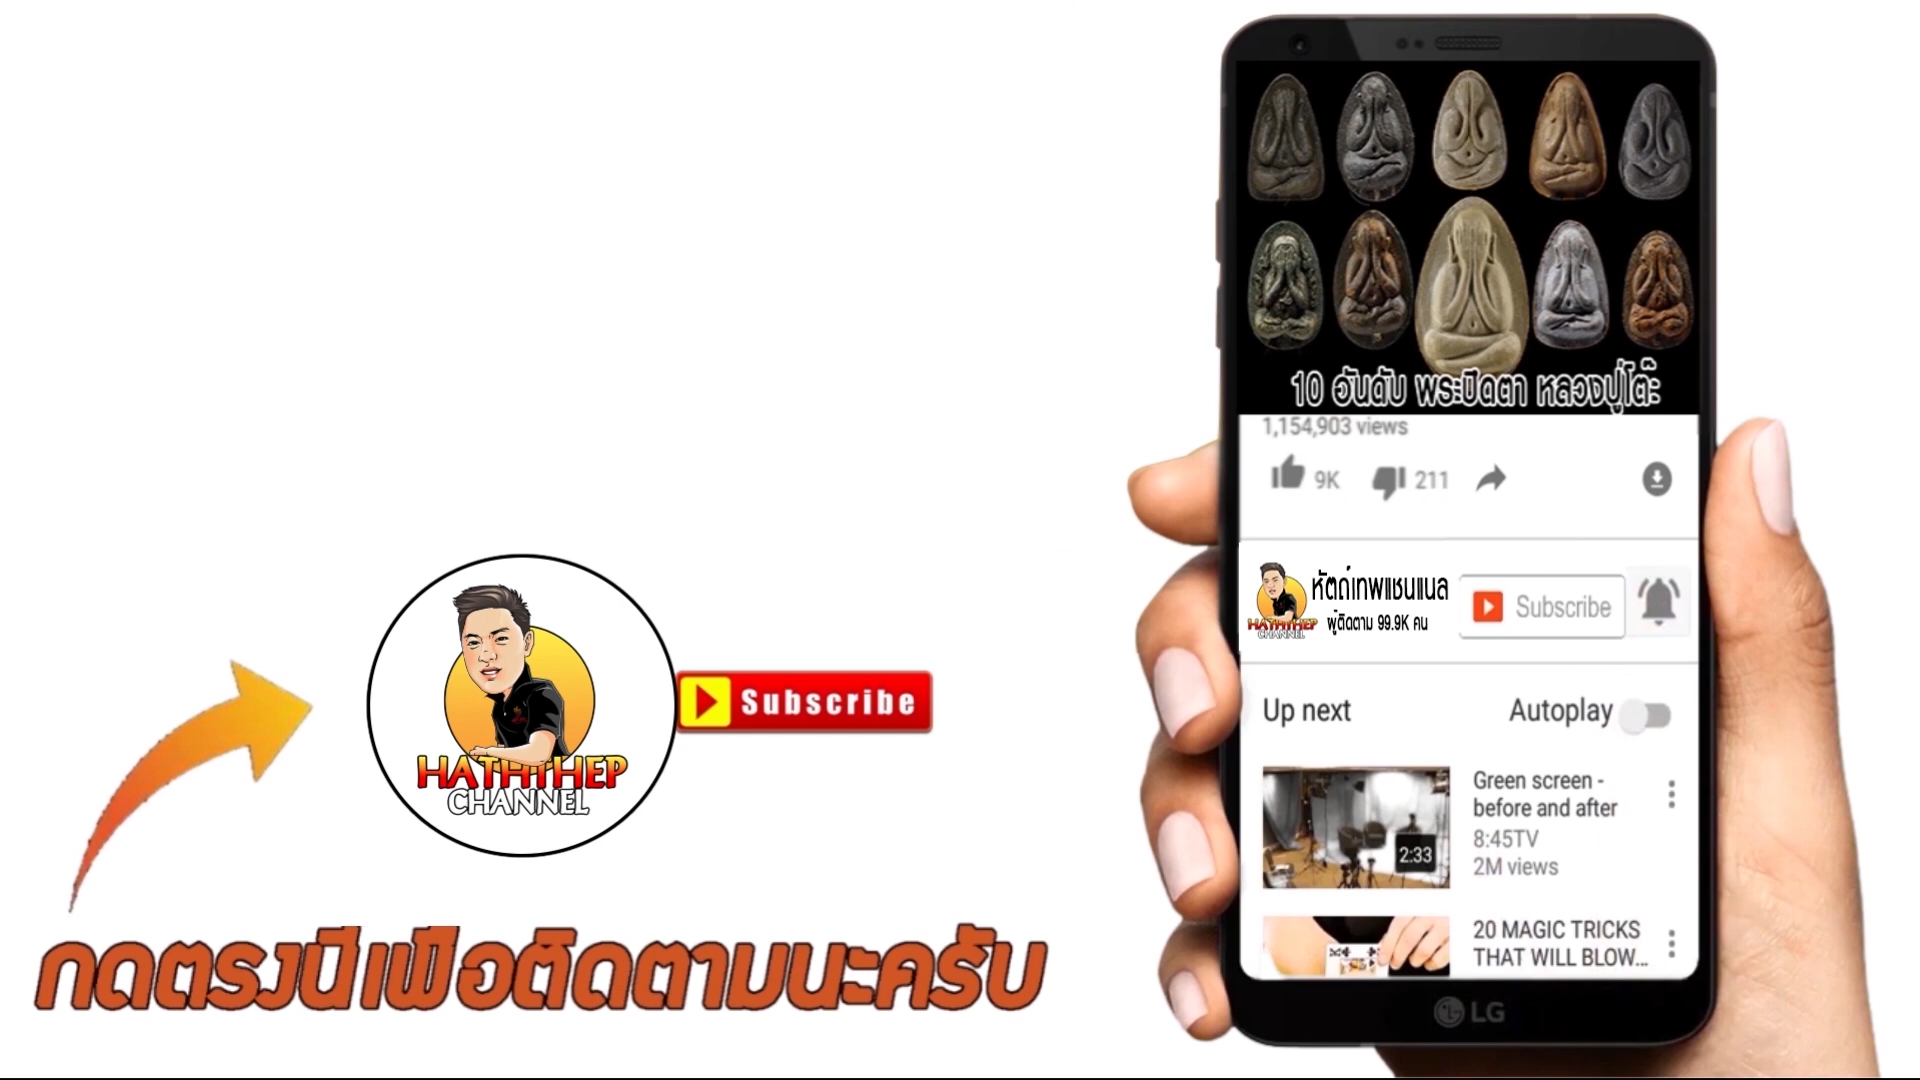 HATHTHEP
CHANNEL
Subscribe
กดตรงนี้เพื่อติดตามนะครับ
10 อันดับ พระปิดตา หลวงปู่โต๊ะ
1,154,903 views
9K
211
หัตถ์เทพแชนแนล
ผู้ติดตาม 99.9K คน
HATHTHEP
CHANNEL
Subscribe
Up next
Autoplay
2:33
Green screen -
before and after
8:45TV
2M views
20 MAGIC TRICKS
THAT WILL BLOW...
LG